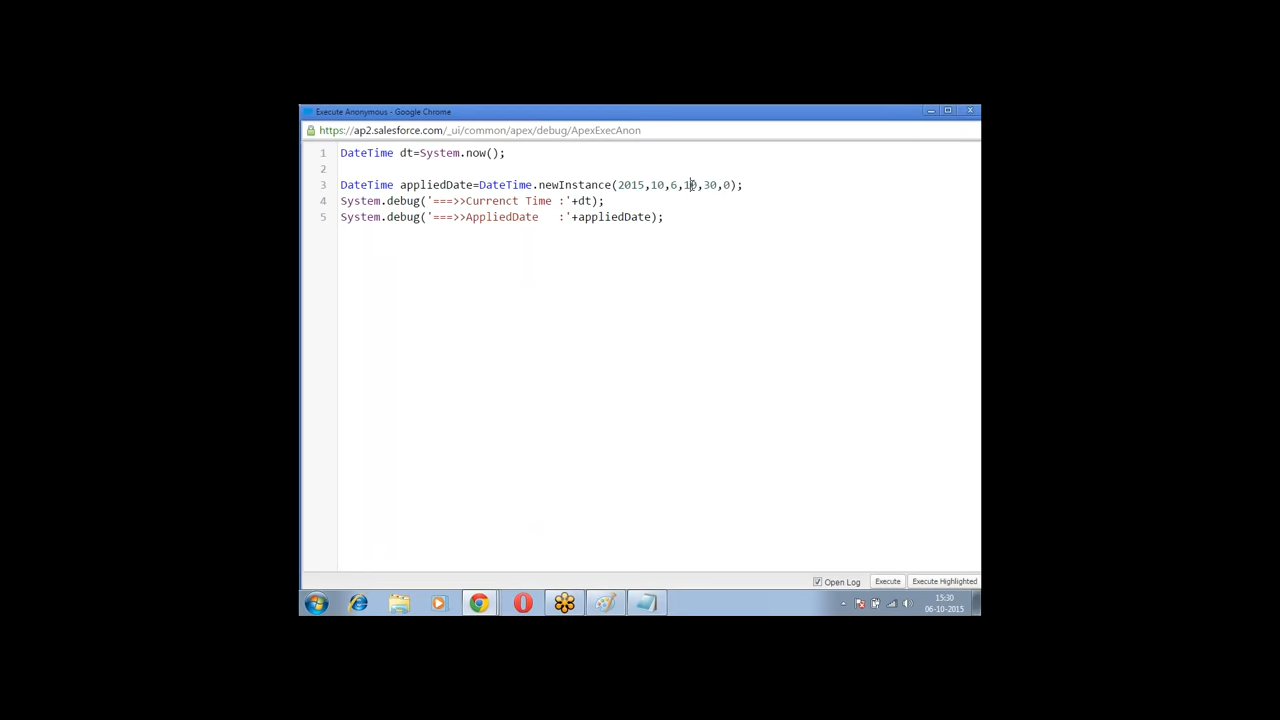 Execute Anonymous - Google Chrome
https://ap2.salesforce.com/_ui/common/apex/debug/ApexExecAnon
1 DateTime dt=System.now();
2
3 DateTime appliedDate=DateTime.newInstance(2015,10,6,10,30,0);
4 System.debug('===>>Currenct Time :'+dt);
5 System.debug('===>>AppliedDate   :'+appliedDate);
Open Log Execute Execute Highlighted
15:30
06-10-2015